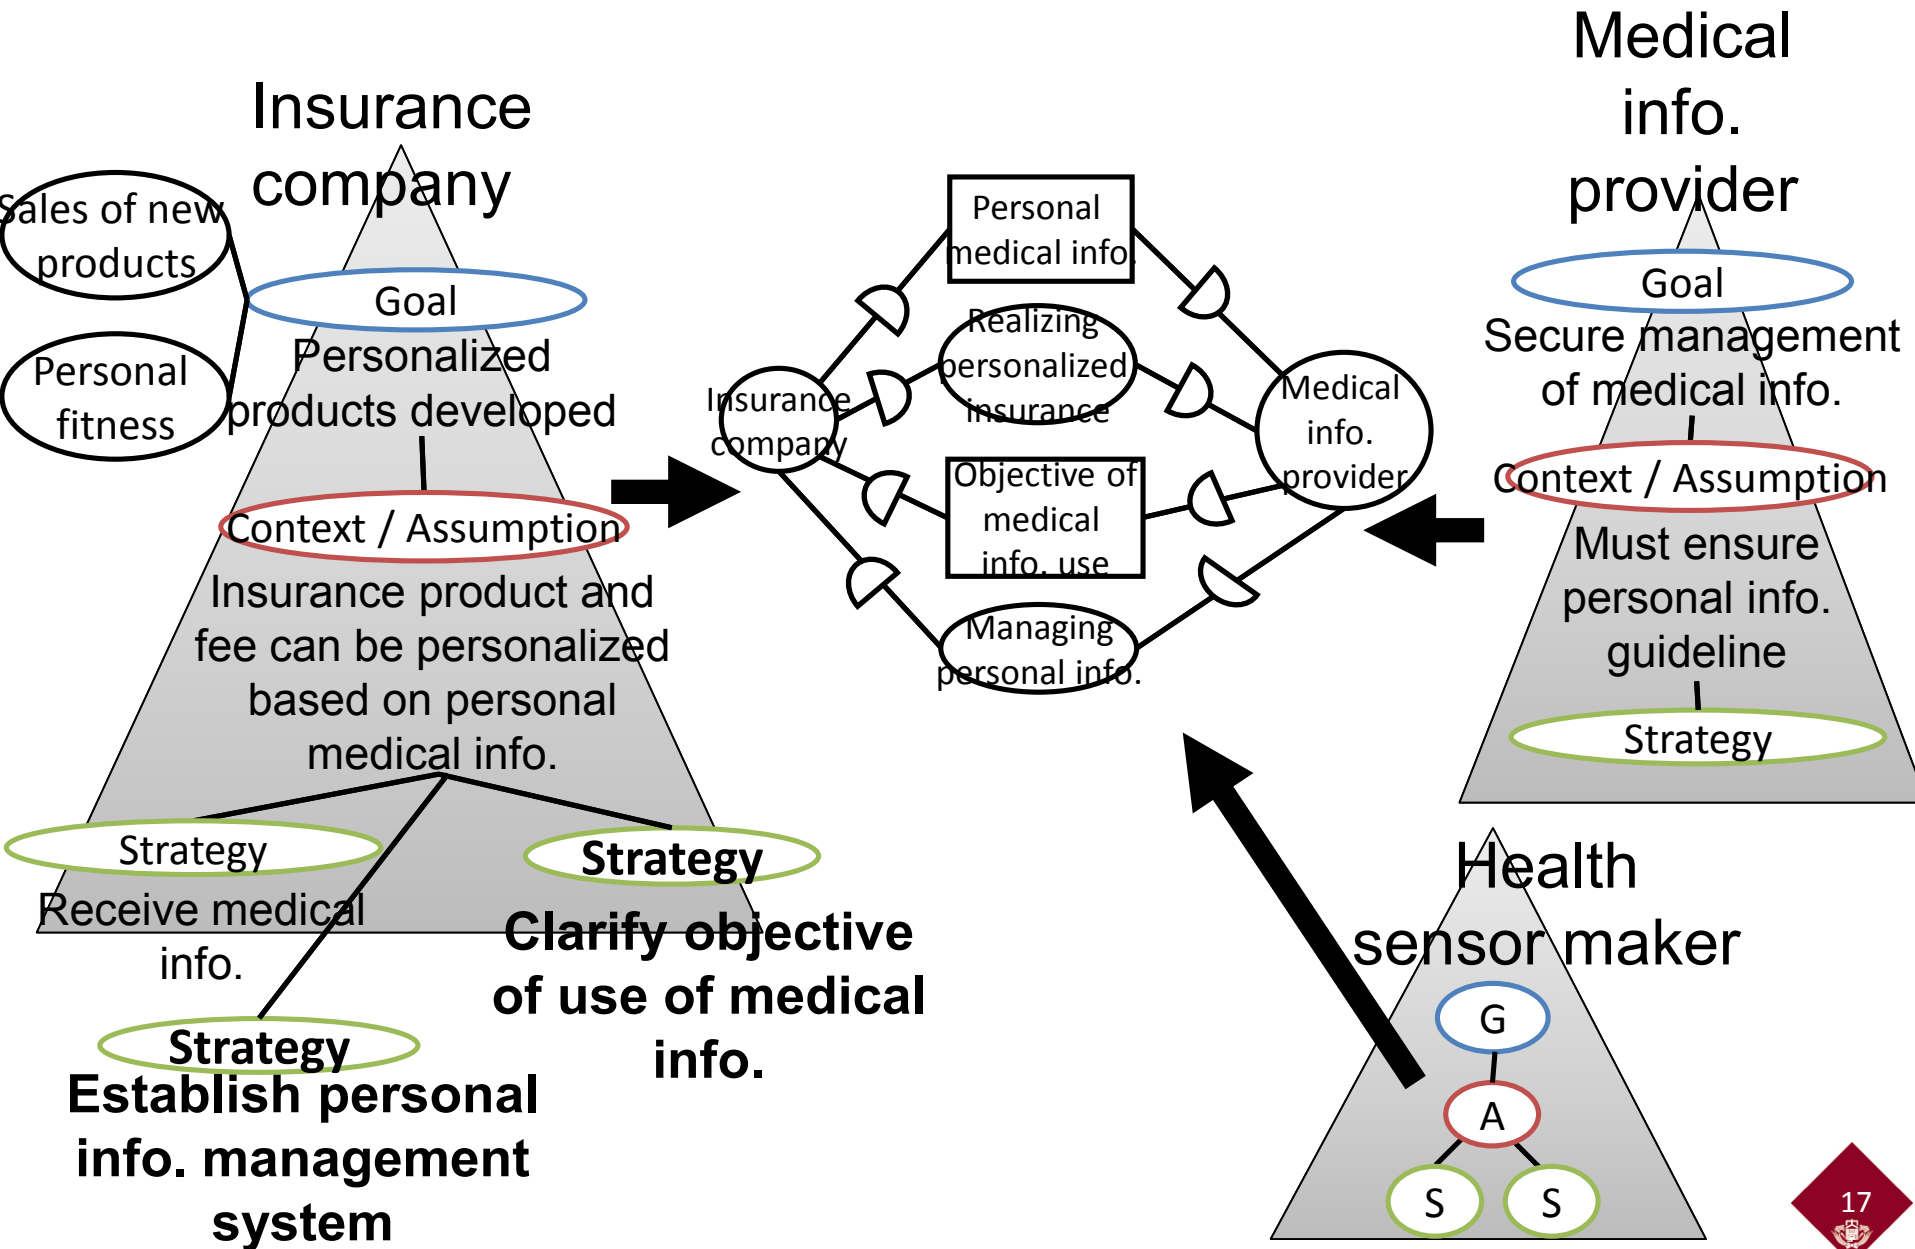 Insurance
company
Sales of new
products
Personal
fitness
Goal
Personalized
products developed
Context / Assumption
Insurance product and
fee can be personalized
based on personal
medical info.
Strategy
Receive medical
info.
Strategy
Establish personal
info. management
system
Strategy
Clarify objective
of use of medical
info.
Insurance
company
Personal
medical info.
Realizing
personalized
insurance
Objective of
medical
info. use
Managing
personal info.
Medical
info.
provider
Medical
info.
provider
Goal
Secure management
of medical info.
Context / Assumption
Must ensure
personal info.
guideline
Strategy
Health
sensor maker
G
A
S
S
17